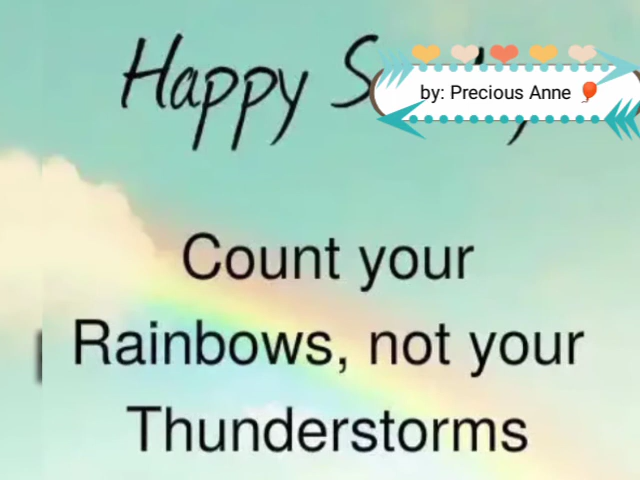 Happy
by: Precious Anne
Count your
Rainbows, not your
Thunderstorms